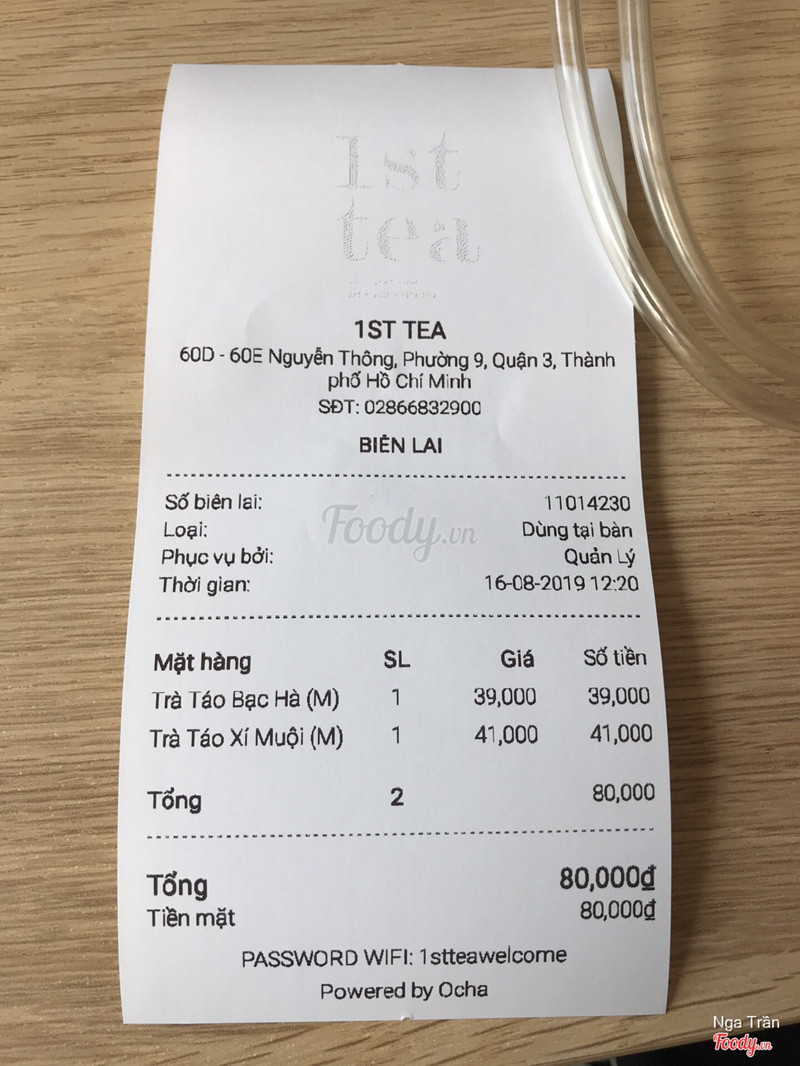 1st
tea
1ST TEA
60D - 60E Nguyễn Thông, Phường 9, Quận 3, Thành
phố Hồ Chí Minh
SĐT: 02866832900
BIÊN LAI
Số biên lai: 11014230
Loại: Dùng tại bàn
Foody.vn
Phục vụ bởi: Quản Lý
Thời gian: 16-08-2019 12:20
Mặt hàng SL Giá Số tiền
Trà Táo Bạc Hà (M) 1 39,000 39,000
Trà Táo Xí Muội (M) 1 41,000 41,000
Tổng 2 80,000
Tổng 80,000₫
Tiền mặt 80,000₫
PASSWORD WIFI: 1stteawelcome
Powered by Ocha
Nga Trần
Foody.vn